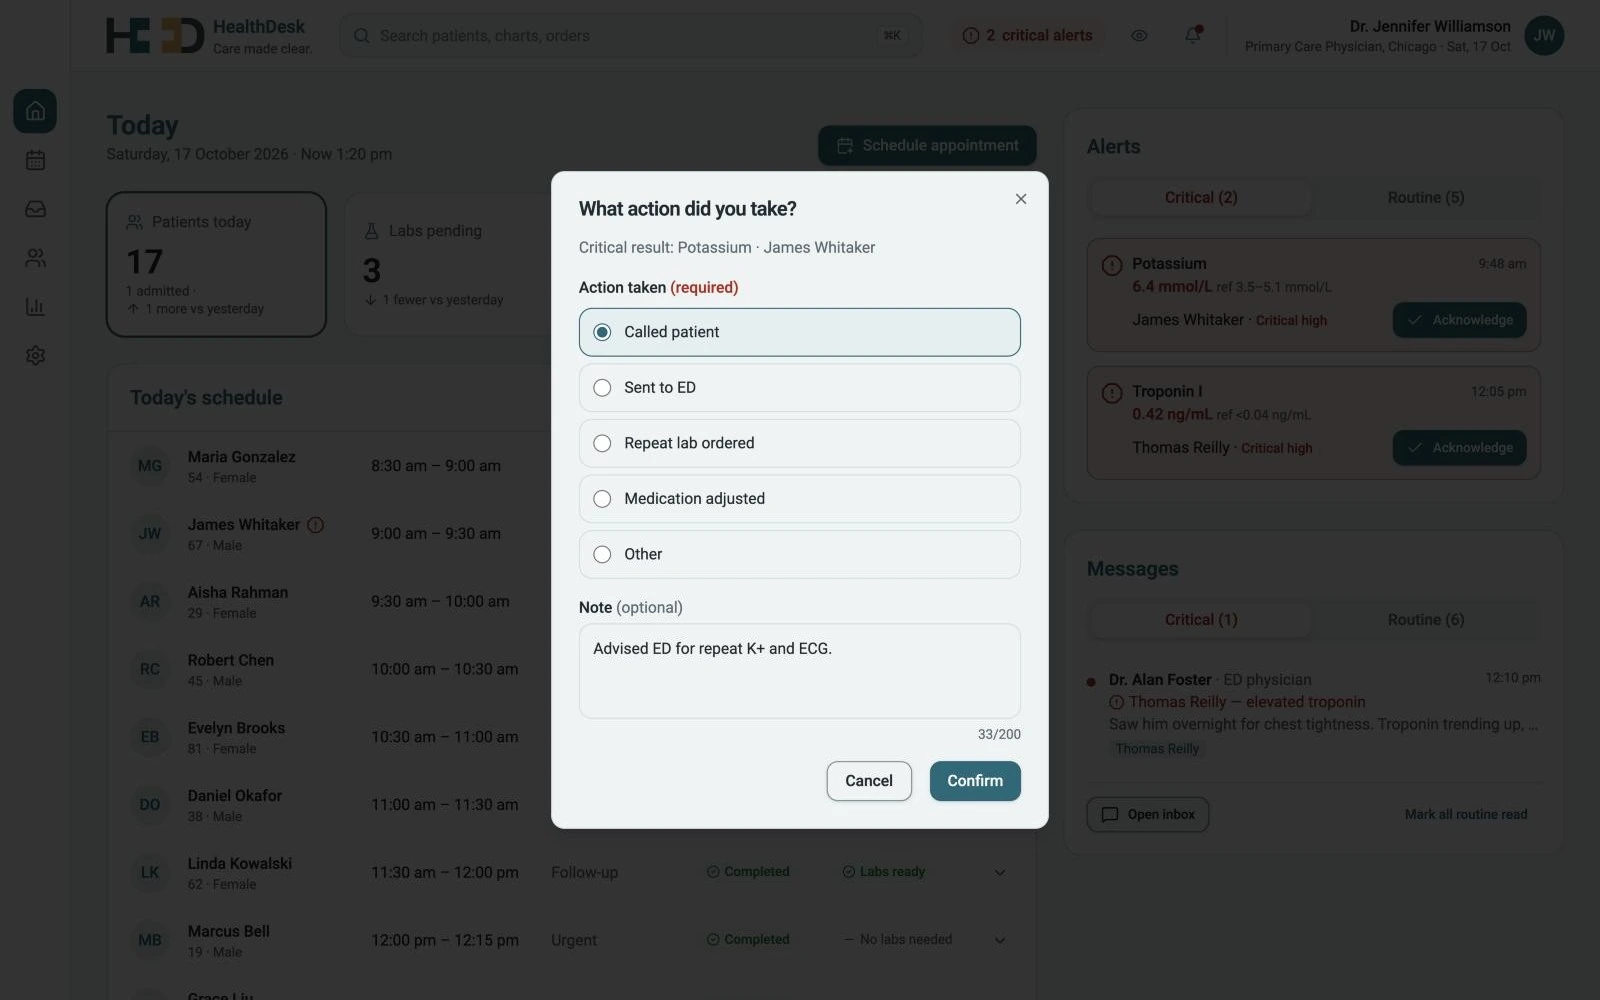 HED
HealthDesk
Care made clear.
Search patients, charts, orders
⌘K
2 critical alerts
Dr. Jennifer Williamson
Primary Care Physician, Chicago · Sat, 17 Oct
JW
Today
Saturday, 17 October 2026 · Now 1:20 pm
Schedule appointment
Patients today
17
1 admitted ·
↑ 1 more vs yesterday
Labs pending
3
↓ 1 fewer vs yesterday
Today's schedule
MG
Maria Gonzalez
54 · Female
8:30 am – 9:00 am
JW
James Whitaker
67 · Male
9:00 am – 9:30 am
AR
Aisha Rahman
29 · Female
9:30 am – 10:00 am
RC
Robert Chen
45 · Male
10:00 am – 10:30 am
EB
Evelyn Brooks
81 · Female
10:30 am – 11:00 am
DO
Daniel Okafor
38 · Male
11:00 am – 11:30 am
LK
Linda Kowalski
62 · Female
11:30 am – 12:00 pm
Follow-up
Completed
Labs ready
MB
Marcus Bell
19 · Male
12:00 pm – 12:15 pm
Urgent
Completed
– No labs needed
Grace Liu
What action did you take?
Critical result: Potassium · James Whitaker
Action taken (required)
Called patient
Sent to ED
Repeat lab ordered
Medication adjusted
Other
Note (optional)
Advised ED for repeat K+ and ECG.
33/200
Cancel
Confirm
Alerts
Critical (2)
Routine (5)
Potassium
9:48 am
6.4 mmol/L ref 3.5–5.1 mmol/L
James Whitaker · Critical high
Acknowledge
Troponin I
12:05 pm
0.42 ng/mL ref <0.04 ng/mL
Thomas Reilly · Critical high
Acknowledge
Messages
Critical (1)
Routine (6)
Dr. Alan Foster · ED physician
12:10 pm
Thomas Reilly — elevated troponin
Saw him overnight for chest tightness. Troponin trending up, ...
Thomas Reilly
Open inbox
Mark all routine read